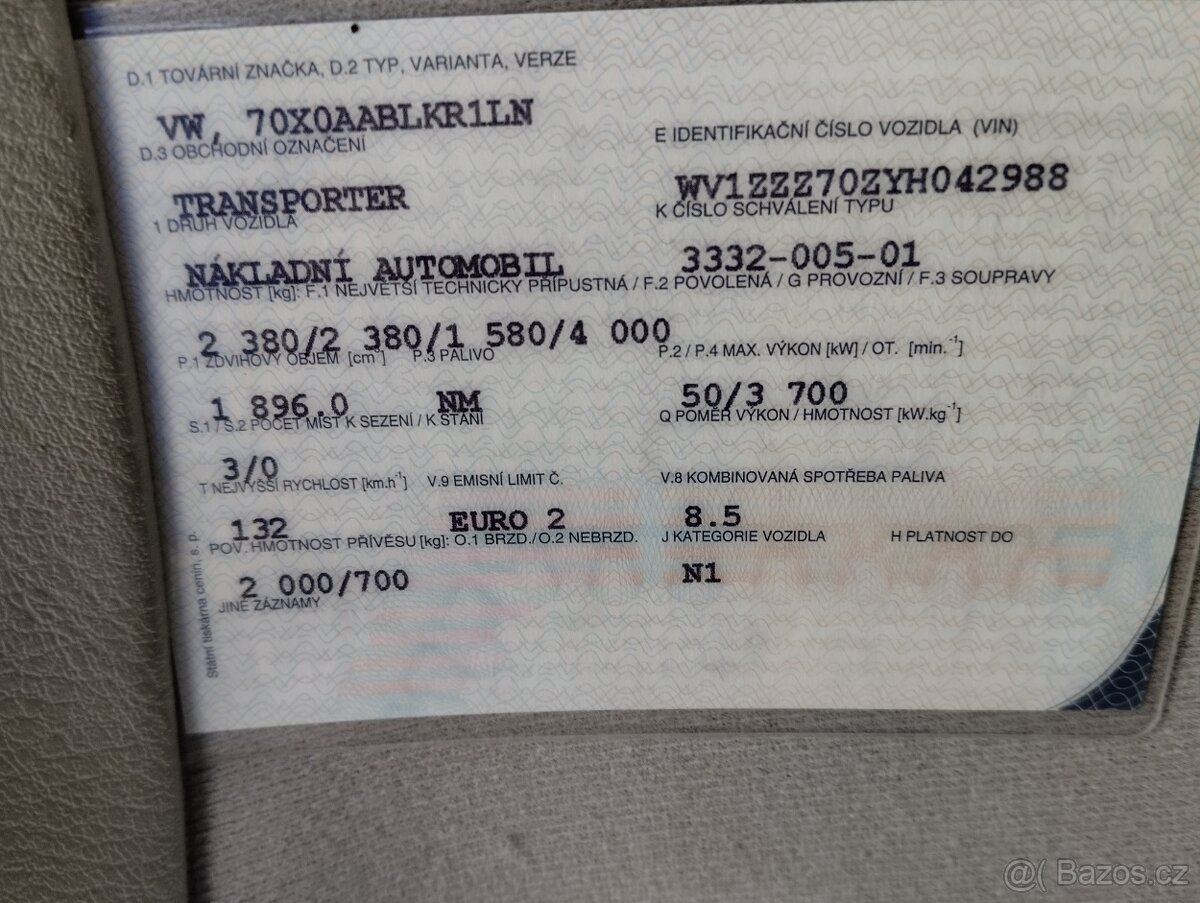 D.1 TOVÁRNÍ ZNAČKA, D.2 TYP, VARIANTA, VERZE
VW, 70X0AABLKR1LN
D.3 OBCHODNÍ OZNAČENÍ
E IDENTIFIKAČNÍ ČÍSLO VOZIDLA (VIN)
TRANSPORTER
WV1ZZZ70ZYH042988
1 DRUH VOZIDLA
K ČÍSLO SCHVÁLENÍ TYPU
NÁKLADNÍ AUTOMOBIL
3332-005-01
HMOTNOST [kg]: F.1 NEJVĚTŠÍ TECHNICKY PŘÍPUSTNÁ / F.2 POVOLENÁ / G PROVOZNÍ / F.3 SOUPRAVY
2 380/2 380/1 580/4 000
P.1 ZDVIHOVÝ OBJEM [cm³] P.3 PALIVO
P.2 / P.4 MAX. VÝKON [kW] / OT. [min.⁻¹]
1 896.0 NM
50/3 700
S.1 / S.2 POČET MÍST K SEZENÍ / K STÁNÍ
Q POMĚR VÝKON / HMOTNOST [kW.kg⁻¹]
3/0
T NEJVYŠŠÍ RYCHLOST [km.h⁻¹] V.9 EMISNÍ LIMIT Č.
V.8 KOMBINOVANÁ SPOTŘEBA PALIVA
132 EURO 2
8.5
POV. HMOTNOST PŘÍVĚSU [kg]: O.1 BRZD./O.2 NEBRZD.
J KATEGORIE VOZIDLA H PLATNOST DO
2 000/700
N1
JINÉ ZÁZNAMY
Státní tiskárna cenin, s. p.
@( Bazos.cz